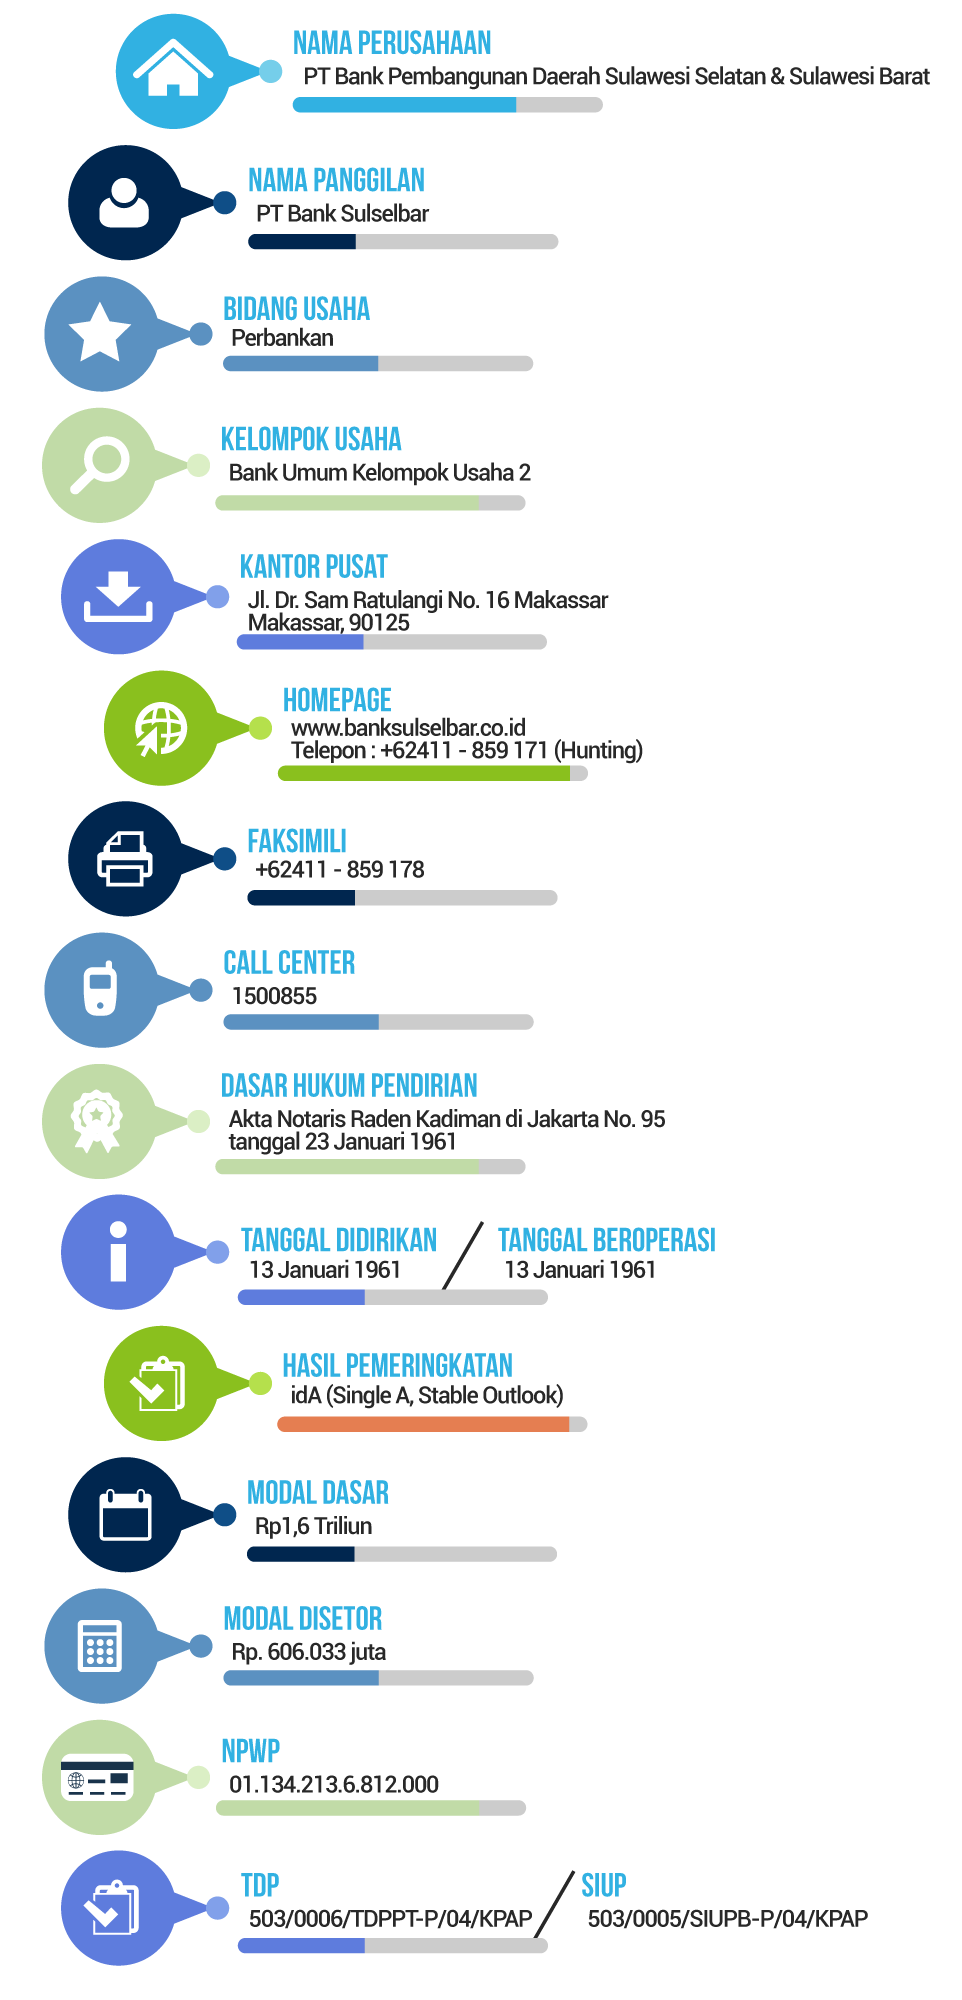 NAMA PERUSAHAAN
PT Bank Pembangunan Daerah Sulawesi Selatan & Sulawesi Barat
NAMA PANGGILAN
PT Bank Sulselbar
BIDANG USAHA
Perbankan
KELOMPOK USAHA
Bank Umum Kelompok Usaha 2
KANTOR PUSAT
Jl. Dr. Sam Ratulangi No. 16 Makassar
Makassar, 90125
HOMEPAGE
www.banksulselbar.co.id
Telepon : +62411 - 859 171 (Hunting)
FAKSIMILI
+62411 - 859 178
CALL CENTER
1500855
DASAR HUKUM PENDIRIAN
Akta Notaris Raden Kadiman di Jakarta No. 95
tanggal 23 Januari 1961
TANGGAL DIDIRIKAN / TANGGAL BEROPERASI
13 Januari 1961 13 Januari 1961
HASIL PEMERINGKATAN
idA (Single A, Stable Outlook)
MODAL DASAR
Rp1,6 Triliun
MODAL DISETOR
Rp. 606.033 juta
NPWP
01.134.213.6.812.000
TDP / SIUP
503/0006/TDPPT-P/04/KPAP 503/0005/SIUPB-P/04/KPAP